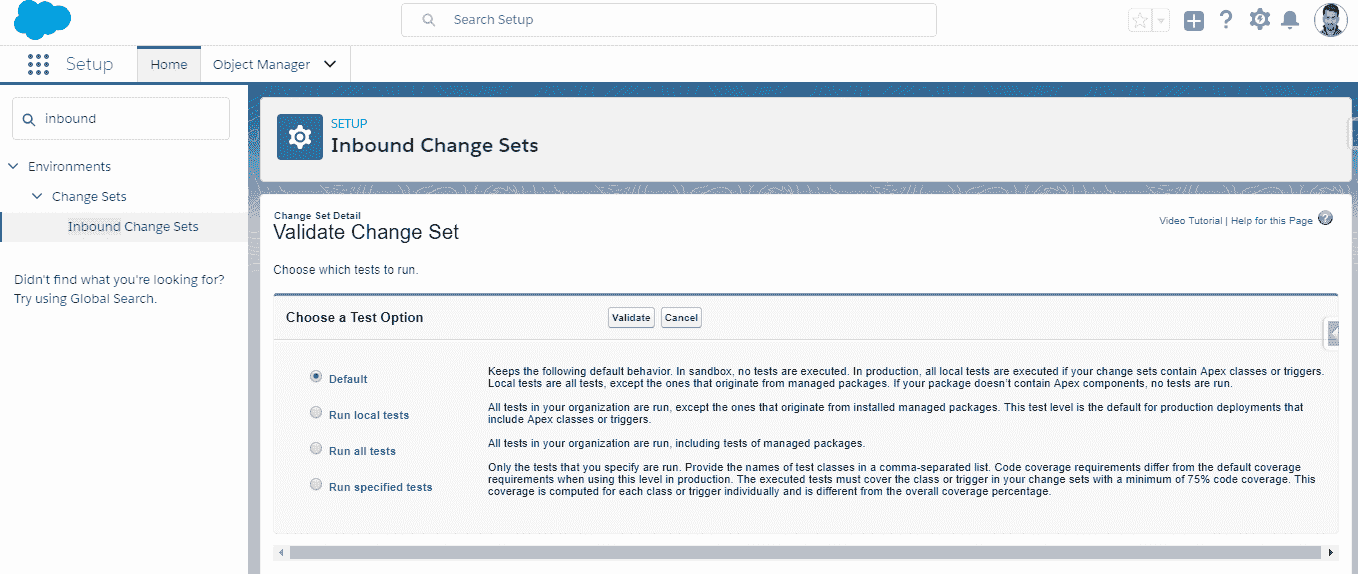 Search Setup
Setup
Home
Object Manager
inbound
Environments
Change Sets
Inbound Change Sets
Didn't find what you're looking for?
Try using Global Search.
SETUP
Inbound Change Sets
Change Set Detail
Validate Change Set
Video Tutorial | Help for this Page
Choose which tests to run.
Choose a Test Option
Validate
Cancel
Default
Keeps the following default behavior. In sandbox, no tests are executed. In production, all local tests are executed if your change sets contain Apex classes or triggers.
Local tests are all tests, except the ones that originate from managed packages. If your package doesn't contain Apex components, no tests are run.
Run local tests
All tests in your organization are run, except the ones that originate from installed managed packages. This test level is the default for production deployments that
include Apex classes or triggers.
Run all tests
All tests in your organization are run, including tests of managed packages.
Run specified tests
Only the tests that you specify are run. Provide the names of test classes in a comma-separated list. Code coverage requirements differ from the default coverage
requirements when using this level in production. The executed tests must cover the class or trigger in your change sets with a minimum of 75% code coverage. This
coverage is computed for each class or trigger individually and is different from the overall coverage percentage.